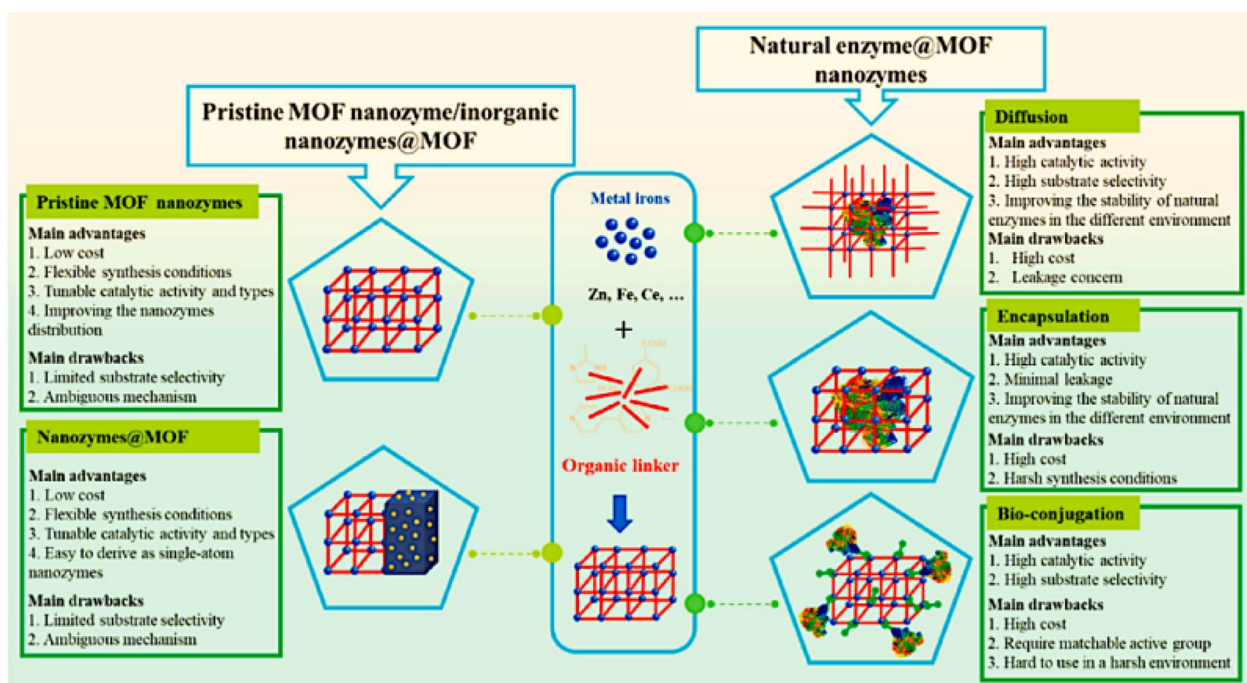 Natural enzyme@MOF
nanozymes
Pristine MOF nanozyme/inorganic
nanozymes@MOF
Pristine MOF nanozymes
Main advantages
1. Low cost
2. Flexible synthesis conditions
3. Tunable catalytic activity and types
4. Improving the nanozymes
distribution
Main drawbacks
1. Limited substrate selectivity
2. Ambiguous mechanism
Nanozymes@MOF
Main advantages
1. Low cost
2. Flexible synthesis conditions
3. Tunable catalytic activity and types
4. Easy to derive as single-atom
nanozymes
Main drawbacks
1. Limited substrate selectivity
2. Ambiguous mechanism
Metal irons
Zn, Fe, Ce, ...
+
Organic linker
Diffusion
Main advantages
1. High catalytic activity
2. High substrate selectivity
3. Improving the stability of natural
enzymes in the different environment
Main drawbacks
1. High cost
2. Leakage concern
Encapsulation
Main advantages
1. High catalytic activity
2. Minimal leakage
3. Improving the stability of natural
enzymes in the different environment
Main drawbacks
1. High cost
2. Harsh synthesis conditions
Bio-conjugation
Main advantages
1. High catalytic activity
2. High substrate selectivity
Main drawbacks
1. High cost
2. Require matchable active group
3. Hard to use in a harsh environment